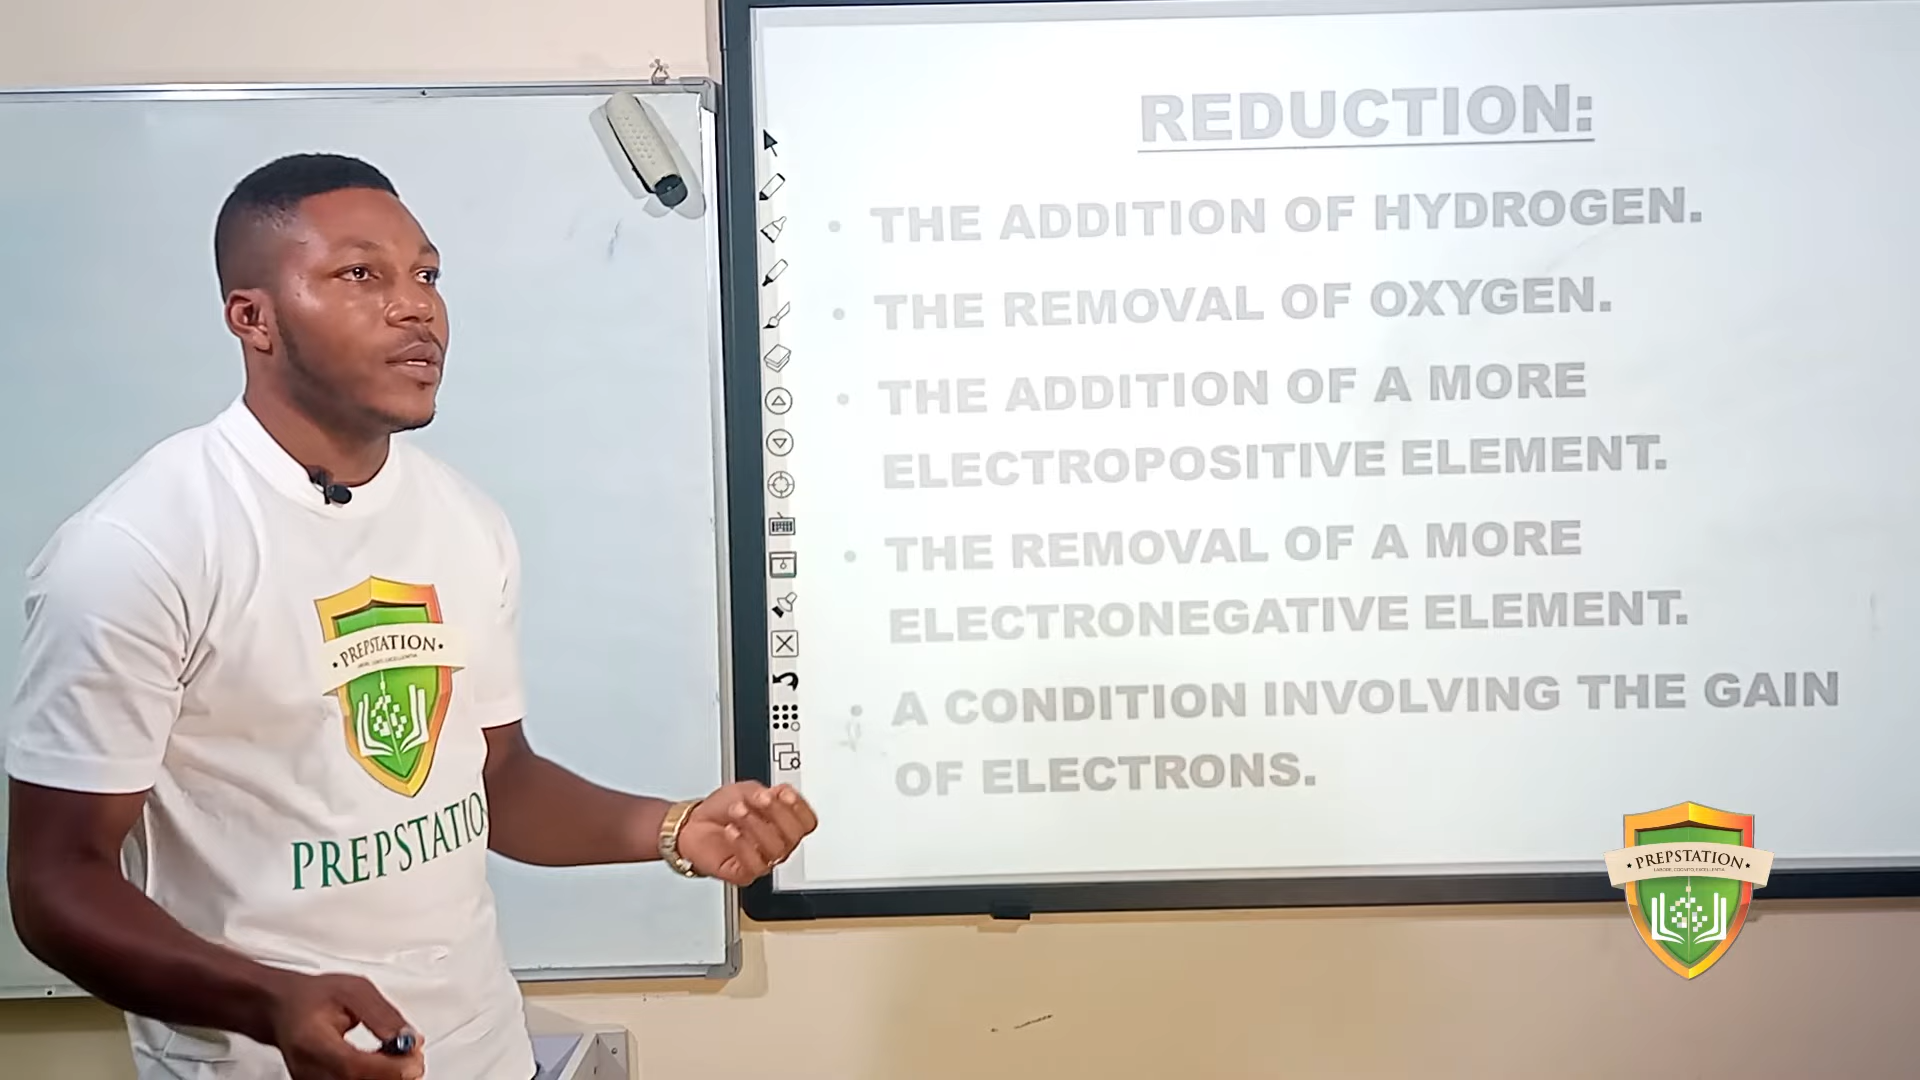 REDUCTION:
• THE ADDITION OF HYDROGEN.
• THE REMOVAL OF OXYGEN.
• THE ADDITION OF A MORE
ELECTROPOSITIVE ELEMENT.
• THE REMOVAL OF A MORE
ELECTRONEGATIVE ELEMENT.
• A CONDITION INVOLVING THE GAIN
OF ELECTRONS.
PREPSTATION
PREPSTATIO
PREPSTATION